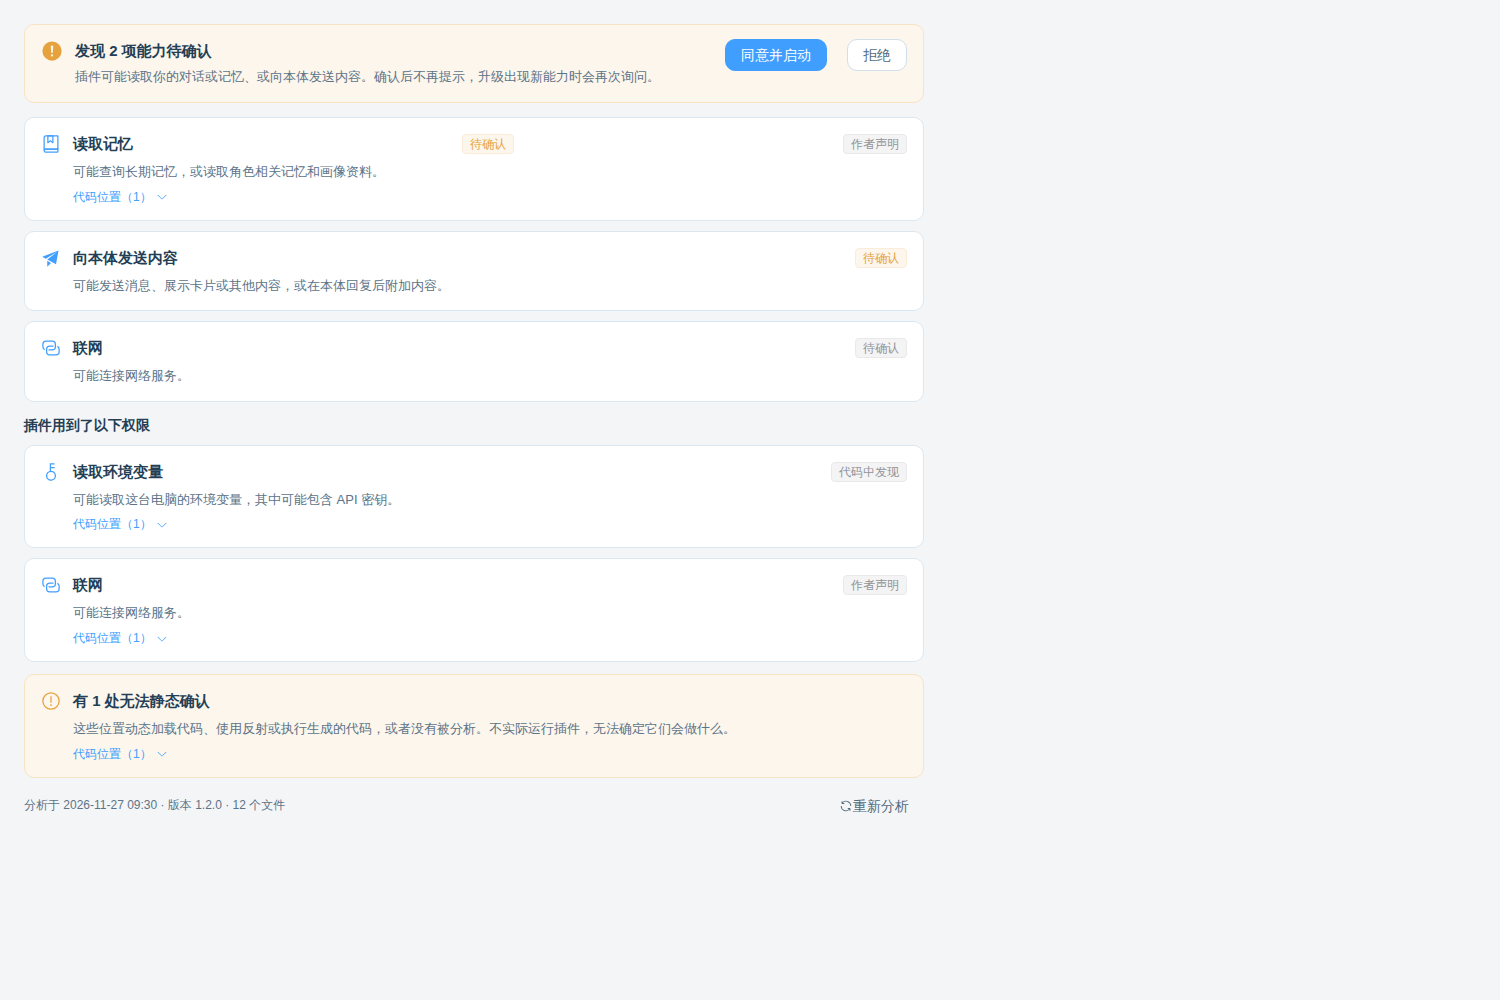 发现 2 项能力待确认
同意并启动
拒绝
插件可能读取你的对话或记忆、或向本体发送内容。确认后不再提示，升级出现新能力时会再次询问。
读取记忆
待确认
作者声明
可能查询长期记忆，或读取角色相关记忆和画像资料。
代码位置（1）
向本体发送内容
待确认
可能发送消息、展示卡片或其他内容，或在本体回复后附加内容。
联网
待确认
可能连接网络服务。
插件用到了以下权限
读取环境变量
代码中发现
可能读取这台电脑的环境变量，其中可能包含 API 密钥。
代码位置（1）
联网
作者声明
可能连接网络服务。
代码位置（1）
有 1 处无法静态确认
这些位置动态加载代码、使用反射或执行生成的代码，或者没有被分析。不实际运行插件，无法确定它们会做什么。
代码位置（1）
分析于 2026-11-27 09:30 · 版本 1.2.0 · 12 个文件
重新分析